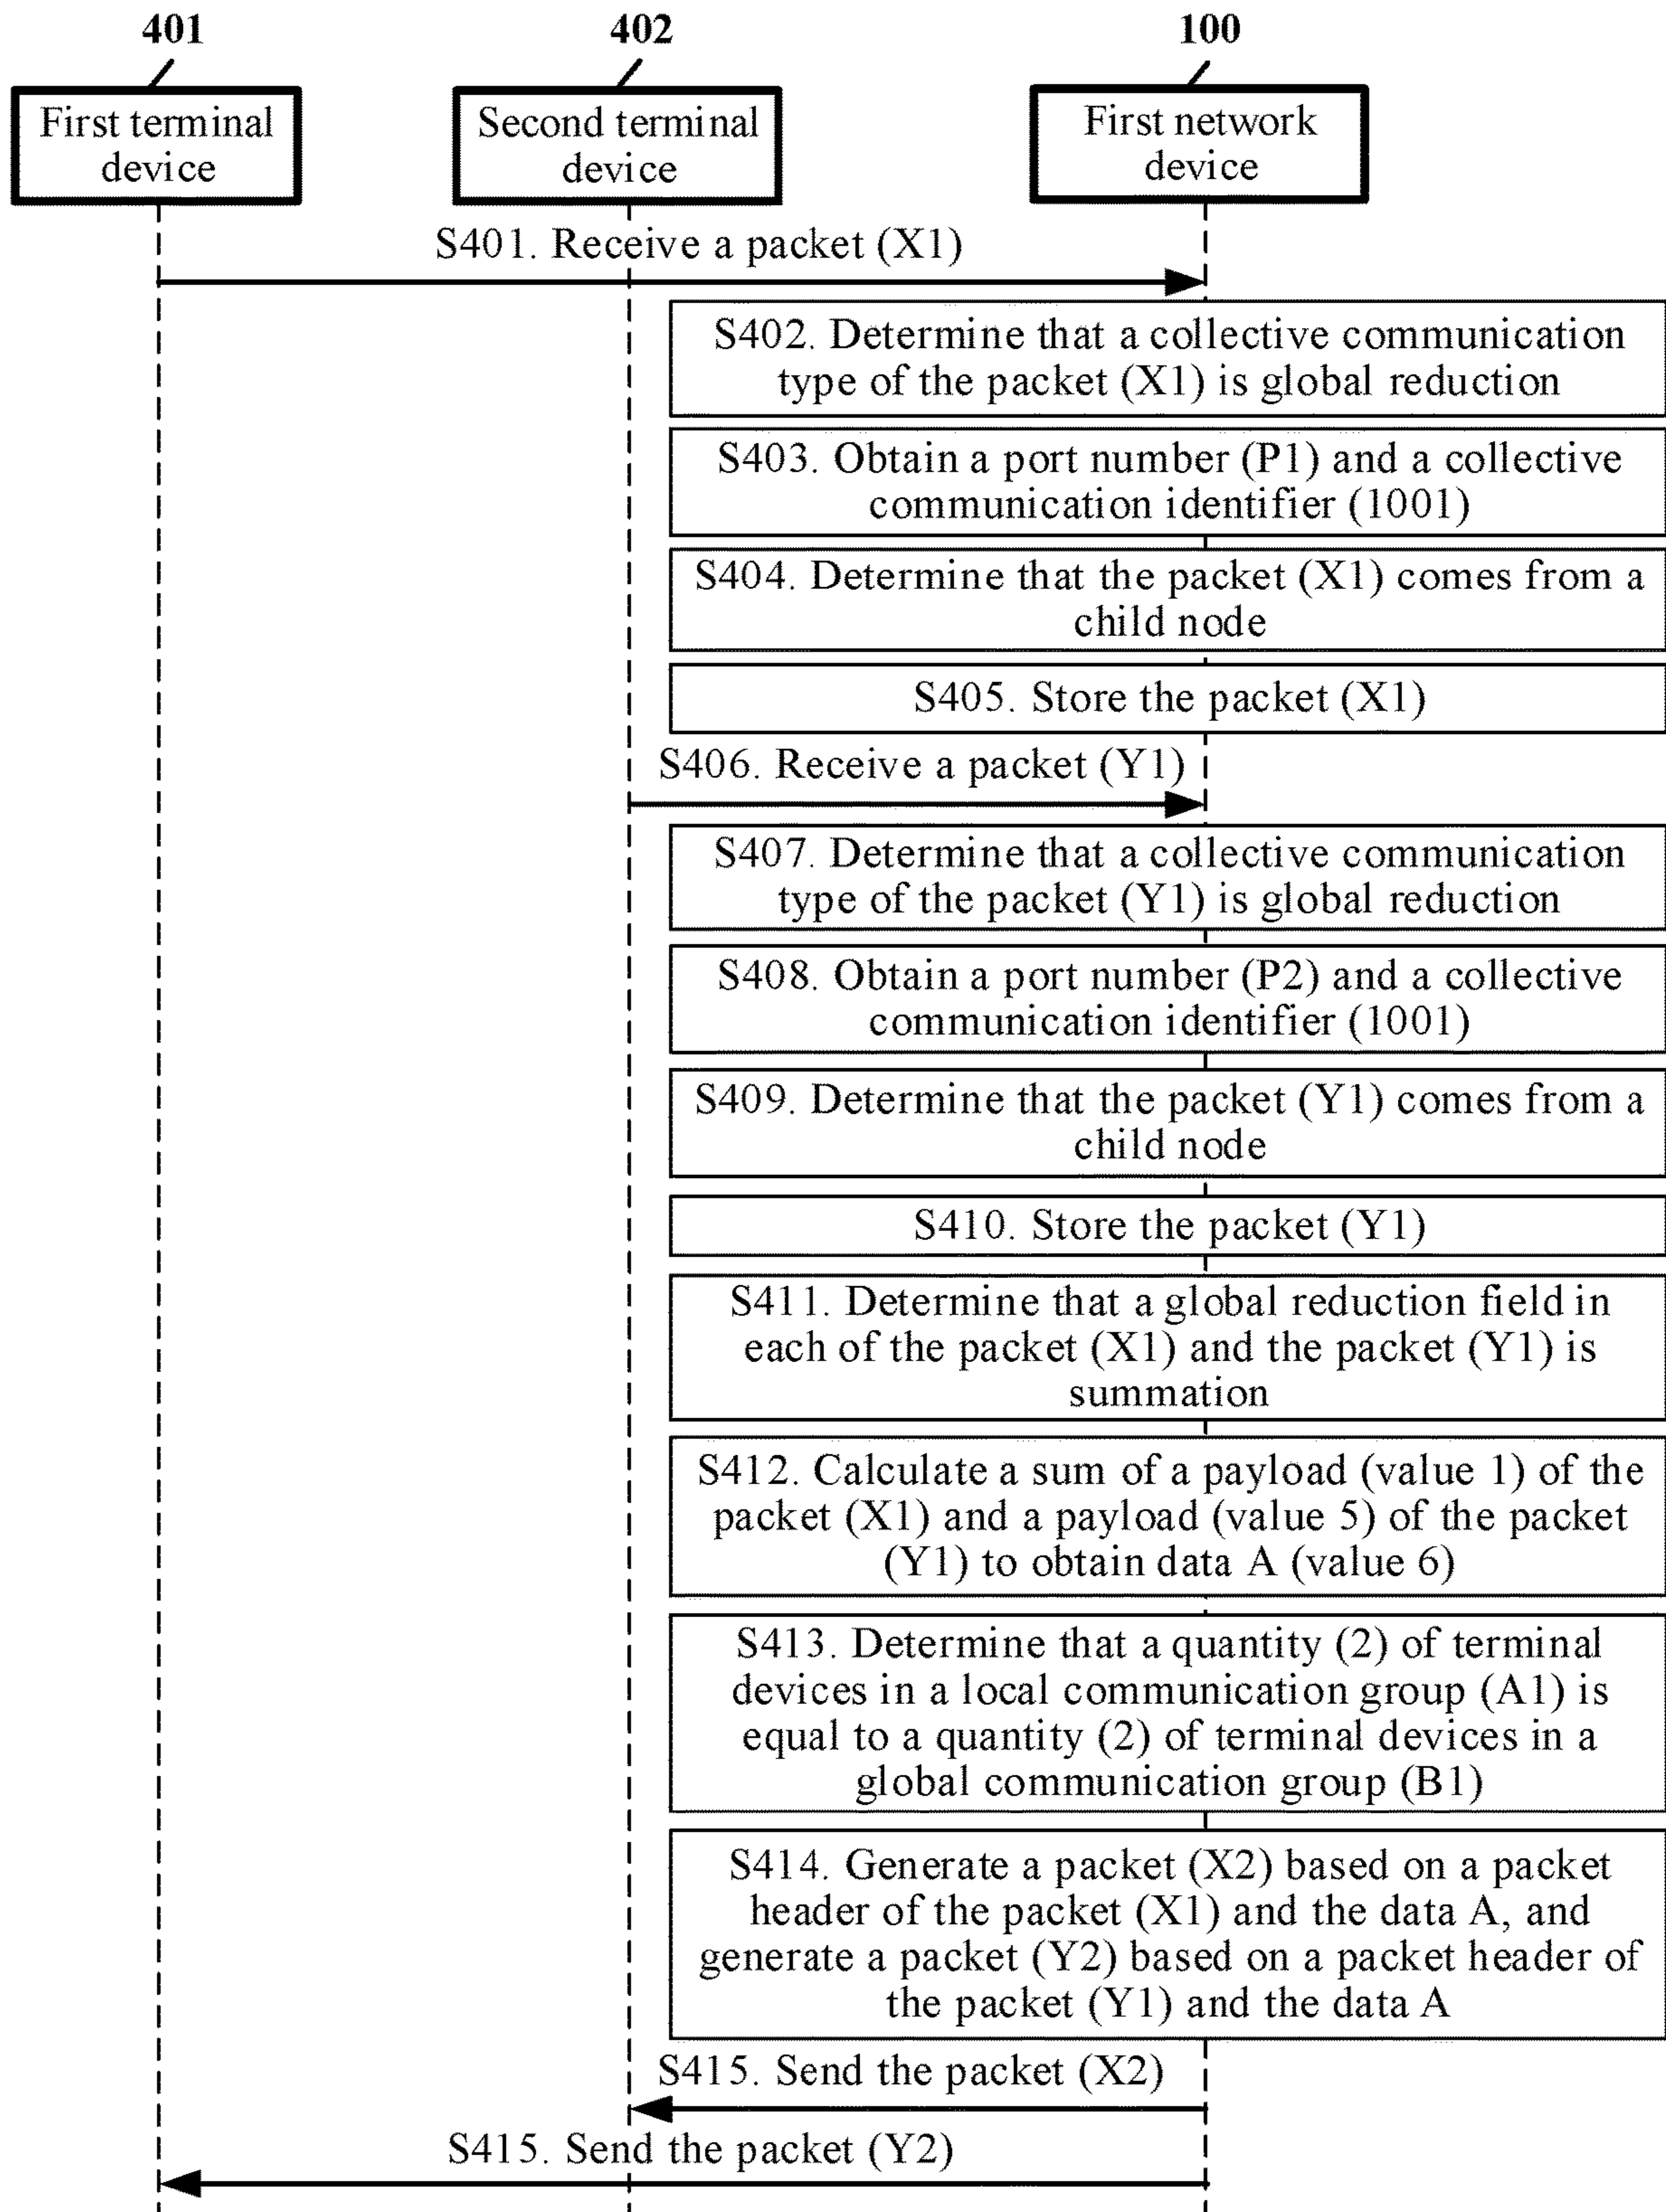 401
402
100
First terminal
device
Second terminal
device
First network
device
S401. Receive a packet (X1)
S402. Determine that a collective communication
type of the packet (X1) is global reduction
S403. Obtain a port number (P1) and a collective
communication identifier (1001)
S404. Determine that the packet (X1) comes from a
child node
S405. Store the packet (X1)
S406. Receive a packet (Y1)
S407. Determine that a collective communication
type of the packet (Y1) is global reduction
S408. Obtain a port number (P2) and a collective
communication identifier (1001)
S409. Determine that the packet (Y1) comes from a
child node
S410. Store the packet (Y1)
S411. Determine that a global reduction field in
each of the packet (X1) and the packet (Y1) is
summation
S412. Calculate a sum of a payload (value 1) of the
packet (X1) and a payload (value 5) of the packet
(Y1) to obtain data A (value 6)
S413. Determine that a quantity (2) of terminal
devices in a local communication group (A1) is
equal to a quantity (2) of terminal devices in a
global communication group (B1)
S414. Generate a packet (X2) based on a packet
header of the packet (X1) and the data A, and
generate a packet (Y2) based on a packet header of
the packet (Y1) and the data A
S415. Send the packet (X2)
S415. Send the packet (Y2)